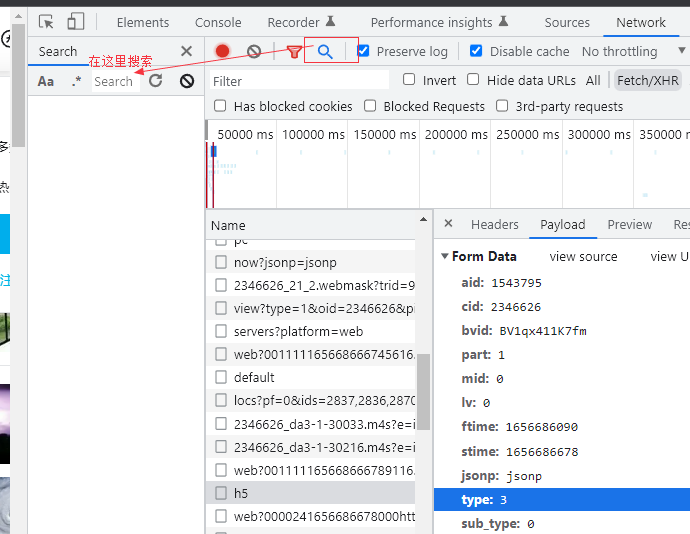 Elements Console Recorder Performance insights Sources Network
Search
在这里搜索
Preserve log Disable cache No throttling
Aa .* Search
Filter Invert Hide data URLs All Fetch/XHR
Has blocked cookies Blocked Requests 3rd-party requests
50000 ms 100000 ms 150000 ms 200000 ms 250000 ms 300000 ms 350000 ms
多
热
注
Name
Headers Payload Preview Res
pc
now?jsonp=jsonp
2346626_21_2.webmask?trid=9
view?type=1&oid=2346626&p
servers?platform=web
web?001111165668666745616.
default
locs?pf=0&ids=2837,2836,2870
2346626_da3-1-30033.m4s?e=i
2346626_da3-1-30216.m4s?e=i
web?001111165668666789116.
h5
web?0000241656686678000htt
Form Data view source view U
aid: 1543795
cid: 2346626
bvid: BV1qx411K7fm
part: 1
mid: 0
lv: 0
ftime: 1656686090
stime: 1656686678
jsonp: jsonp
type: 3
sub_type: 0